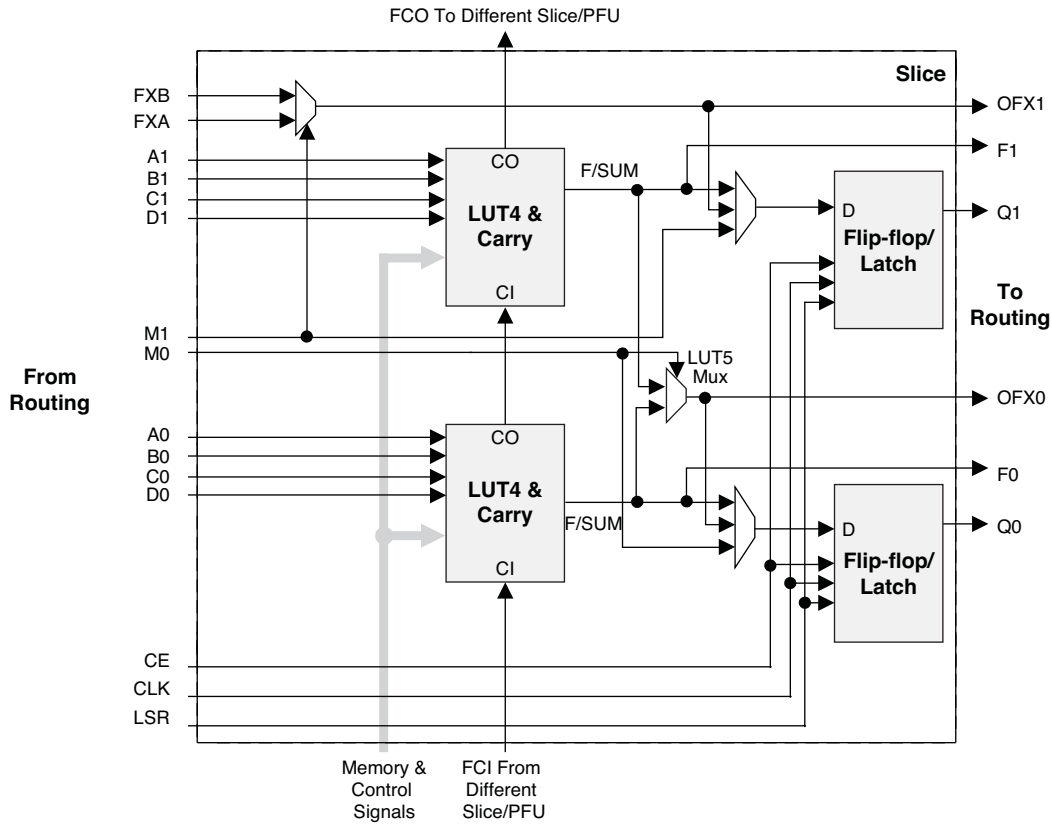 FCO To Different Slice/PFU
Slice
FXB
FXA
OFX1
F1
A1
B1
C1
D1
CO
LUT4 &
Carry
CI
F/SUM
D
Flip-flop/
Latch
Q1
To
Routing
M1
M0
From
Routing
LUT5
Mux
OFX0
A0
B0
C0
D0
CO
LUT4 &
Carry
CI
F/SUM
F0
D
Flip-flop/
Latch
Q0
CE
CLK
LSR
Memory &
Control
Signals
FCI From
Different
Slice/PFU